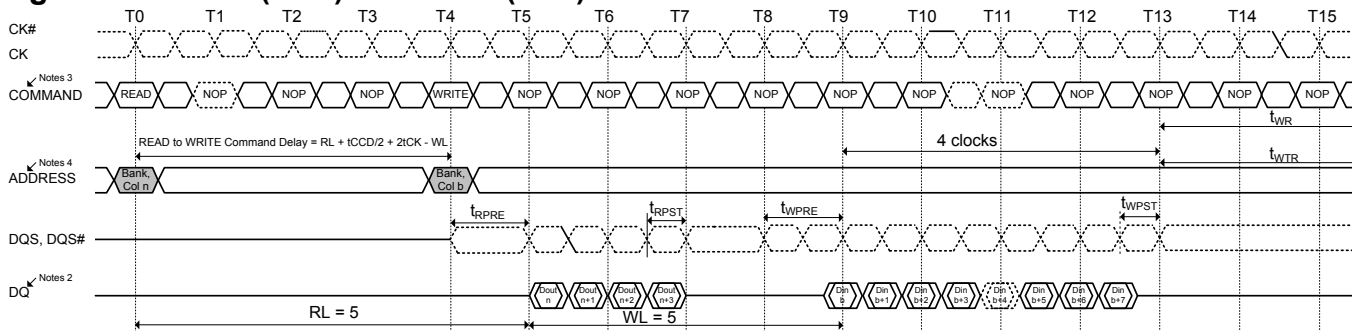 T0 T1 T2 T3 T4 T5 T6 T7 T8 T9 T10 T11 T12 T13 T14 T15
CK#
CK
Notes 3
COMMAND READ NOP NOP NOP WRITE NOP NOP NOP NOP NOP NOP NOP NOP NOP NOP NOP
READ to WRITE Command Delay = RL + tCCD/2 + 2tCK - WL
4 clocks
tWR
tWTR
Notes 4
ADDRESS
Bank, Col n
Bank, Col b
tRPRE tRPST tWPRE tWPST
DQS, DQS#
Notes 2
DQ
Dout n Dout n+1 Dout n+2 Dout n+3 Din b Din b+1 Din b+2 Din b+3 Din b+4 Din b+5 Din b+6 Din b+7
RL = 5 WL = 5